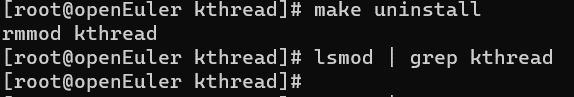 [root@openEuler kthread]# make uninstall
rmmod kthread
[root@openEuler kthread]# lsmod | grep kthread
[root@openEuler kthread]#